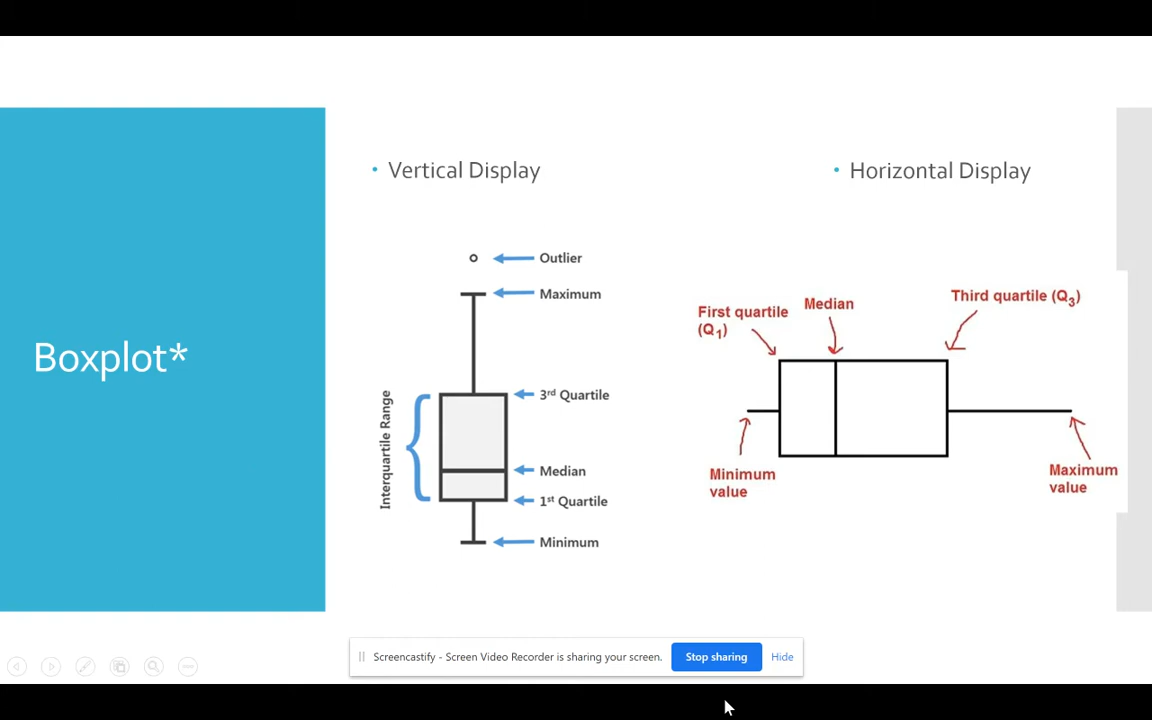 Boxplot*
• Vertical Display
Outlier
Maximum
3rd Quartile
Median
1st Quartile
Minimum
Interquartile Range
• Horizontal Display
First quartile
(Q1)
Median
Third quartile (Q3)
Minimum
value
Maximum
value
Screencastify - Screen Video Recorder is sharing your screen.
Stop sharing
Hide